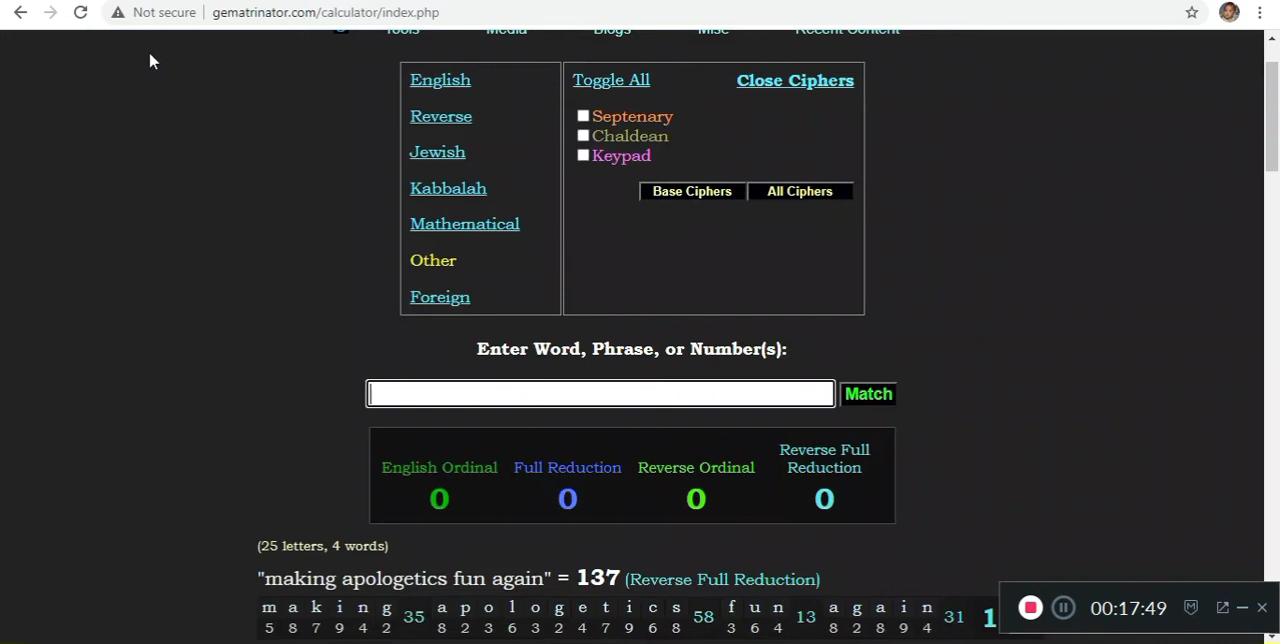 Not secure gematrinator.com/calculator/index.php
Tools Media Blogs Misc Recent Content
English
Reverse
Jewish
Kabbalah
Mathematical
Other
Foreign
Toggle All Close Ciphers
Septenary
Chaldean
Keypad
Base Ciphers All Ciphers
Enter Word, Phrase, or Number(s):
Match
English Ordinal Full Reduction Reverse Ordinal Reverse Full Reduction
0 0 0 0
(25 letters, 4 words)
"making apologetics fun again" = 137 (Reverse Full Reduction)
m a k i n g 35 a p o l o g e t i c s 58 f u n 13 a g a i n 31 1
5 8 7 9 4 2 8 2 3 6 3 2 4 7 9 6 8 3 6 4 8 2 8 9 4
00:17:49